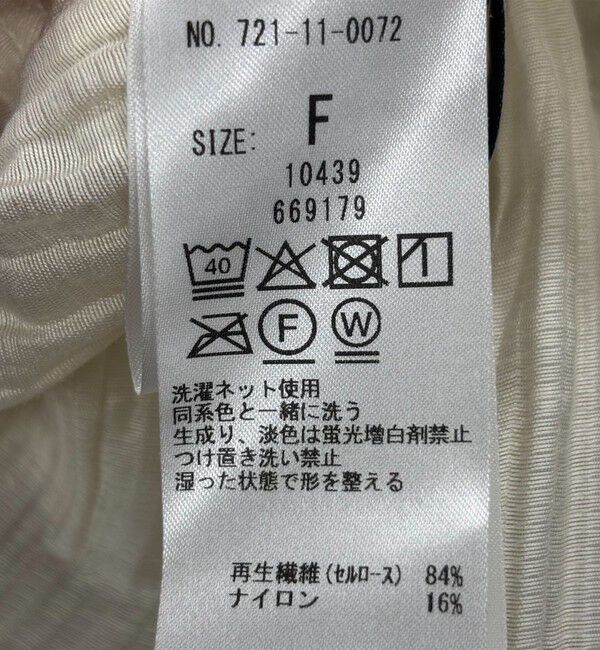 NO. 721-11-0072
SIZE: F
10439
669179
40
F W
洗濯ネット使用
同系色と一緒に洗う
生成り、淡色は蛍光増白剤禁止
つけ置き洗い禁止
湿った状態で形を整える
再生繊維(セルロース) 84%
ナイロン 16%